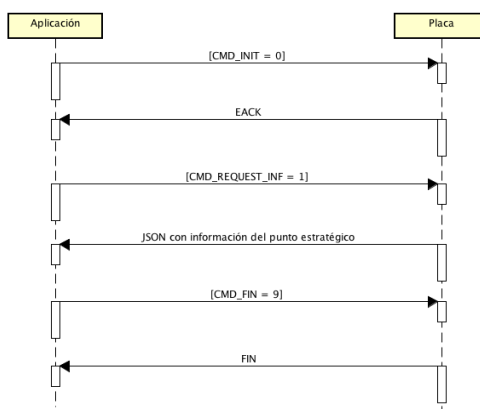 Aplicación
Placa
[CMD_INIT = 0]
EACK
[CMD_REQUEST_INF = 1]
JSON con información del punto estratégico
[CMD_FIN = 9]
FIN